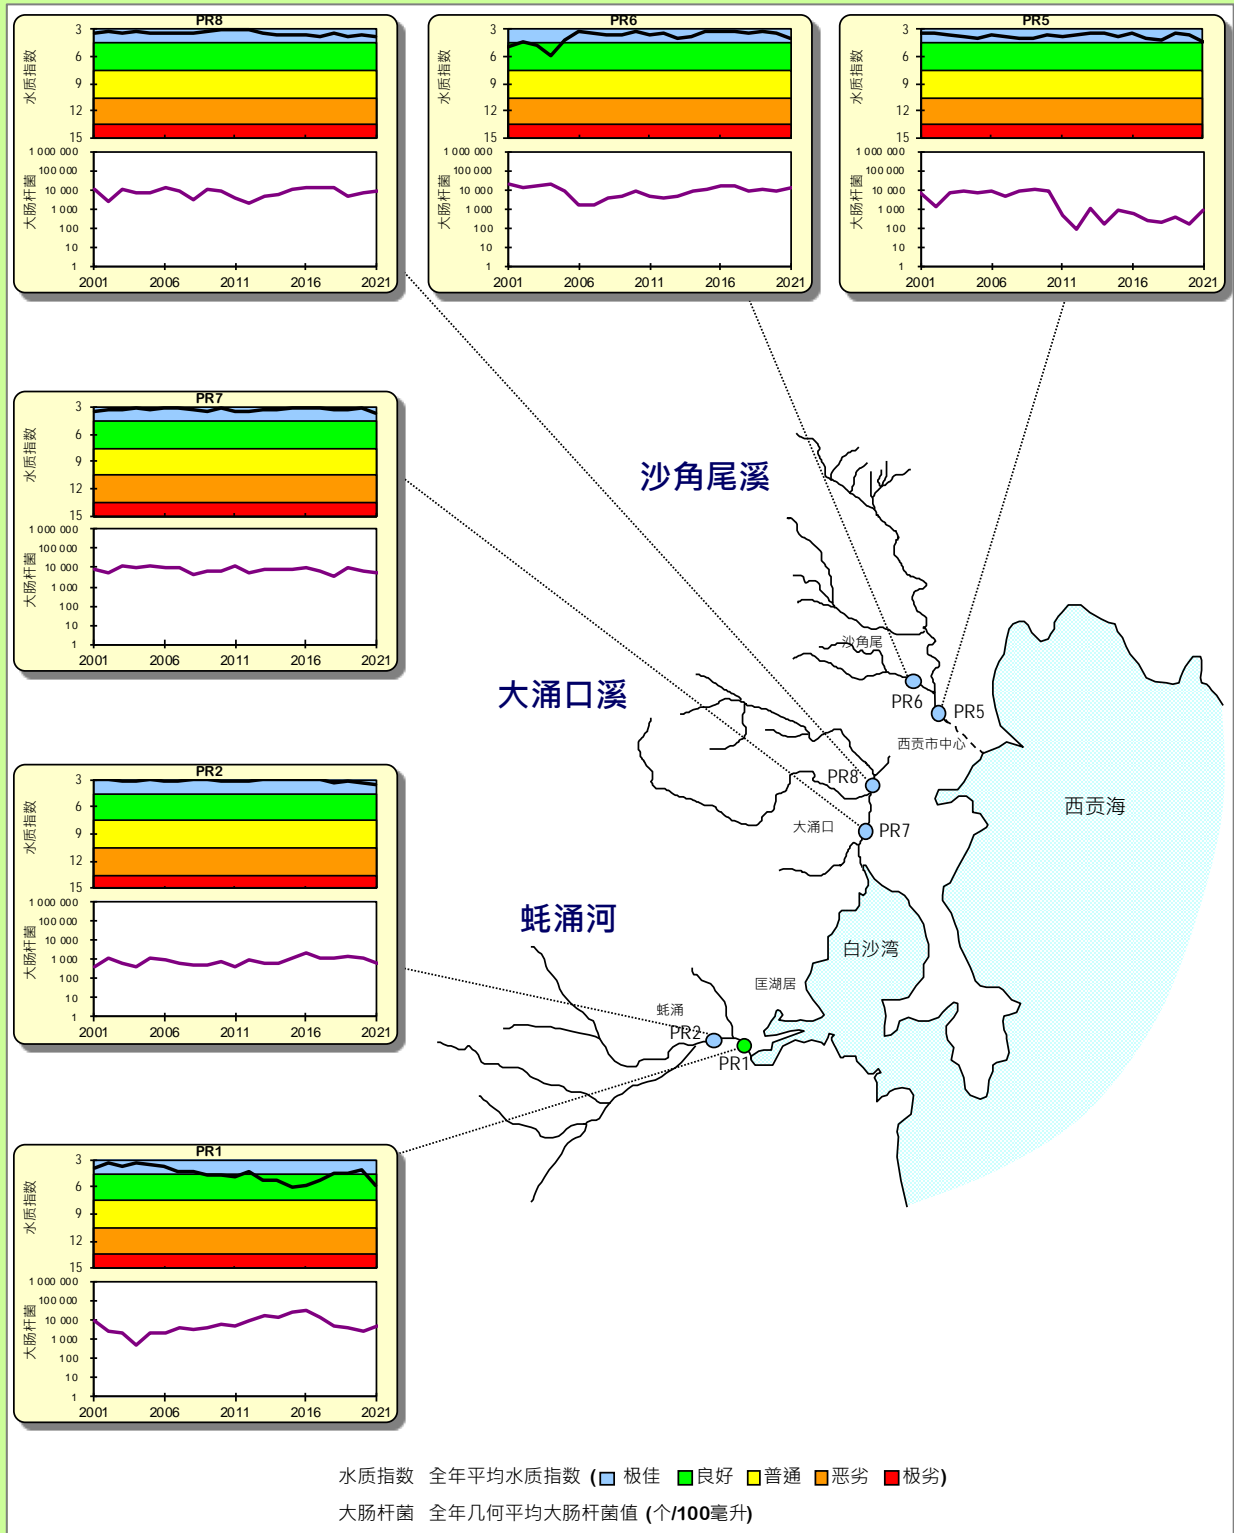 PR8
水质指数
3
6
9
12
15
大肠杆菌
1 000 000
100 000
10 000
1 000
100
10
1
2001 2006 2011 2016 2021
PR6
水质指数
3
6
9
12
15
大肠杆菌
1 000 000
100 000
10 000
1 000
100
10
1
2001 2006 2011 2016 2021
PR5
水质指数
3
6
9
12
15
大肠杆菌
1 000 000
100 000
10 000
1 000
100
10
1
2001 2006 2011 2016 2021
PR7
水质指数
3
6
9
12
15
大肠杆菌
1 000 000
100 000
10 000
1 000
100
10
1
2001 2006 2011 2016 2021
PR2
水质指数
3
6
9
12
15
大肠杆菌
1 000 000
100 000
10 000
1 000
100
10
1
2001 2006 2011 2016 2021
PR1
水质指数
3
6
9
12
15
大肠杆菌
1 000 000
100 000
10 000
1 000
100
10
1
2001 2006 2011 2016 2021
沙角尾溪
沙角尾
PR6
PR5
大涌口溪
西贡市中心
PR8
西贡海
大涌口
PR7
蚝涌河
白沙湾
匡湖居
蚝涌
PR2
PR1
水质指数 全年平均水质指数 ( 极佳 良好 普通 恶劣 极劣)
大肠杆菌 全年几何平均大肠杆菌值 (个/100毫升)